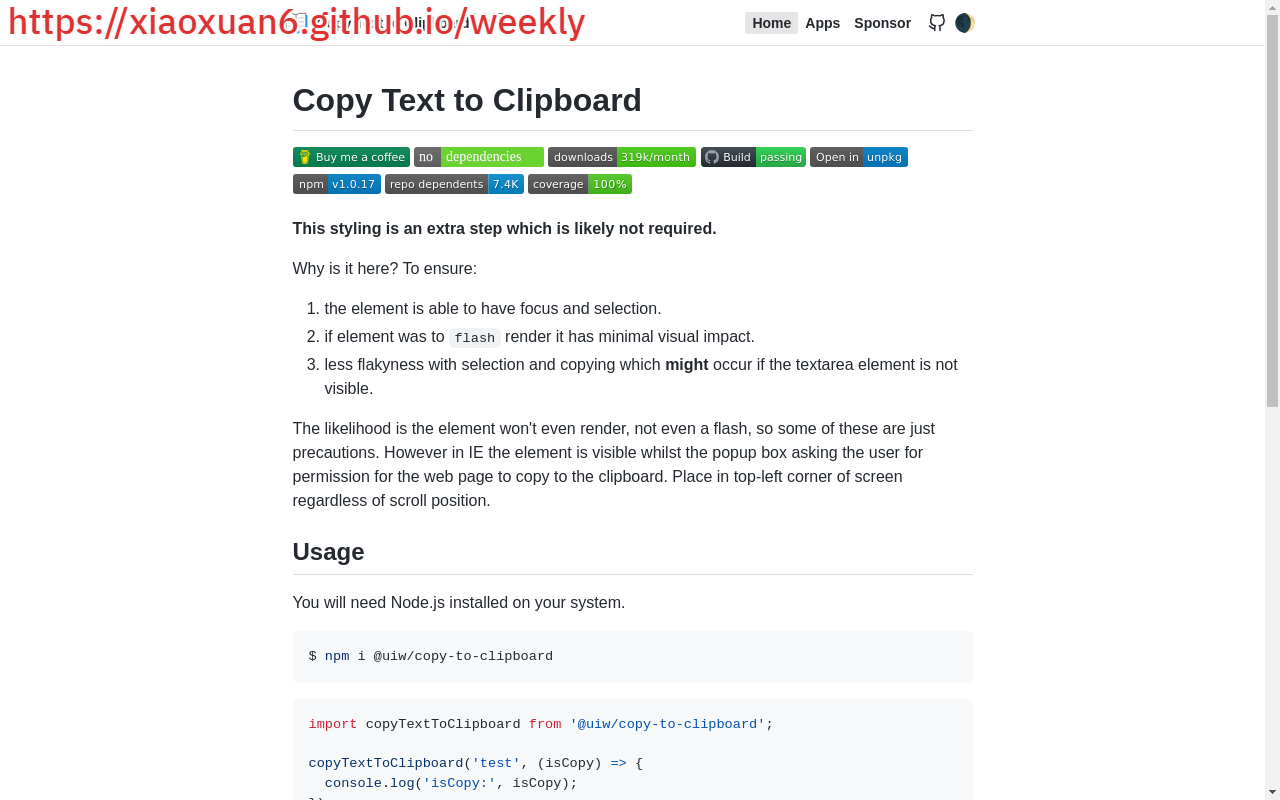 https://xiaoxuan6.github.io/weekly
Home Apps Sponsor
Copy Text to Clipboard
Buy me a coffee no dependencies downloads 319k/month Build passing Open in unpkg
npm v1.0.17 repo dependents 7.4K coverage 100%
This styling is an extra step which is likely not required.
Why is it here? To ensure:
1. the element is able to have focus and selection.
2. if element was to flash render it has minimal visual impact.
3. less flakyness with selection and copying which might occur if the textarea element is not
visible.
The likelihood is the element won't even render, not even a flash, so some of these are just
precautions. However in IE the element is visible whilst the popup box asking the user for
permission for the web page to copy to the clipboard. Place in top-left corner of screen
regardless of scroll position.
Usage
You will need Node.js installed on your system.
$ npm i @uiw/copy-to-clipboard
import copyTextToClipboard from '@uiw/copy-to-clipboard';
copyTextToClipboard('test', (isCopy) => {
console.log('isCopy:', isCopy);